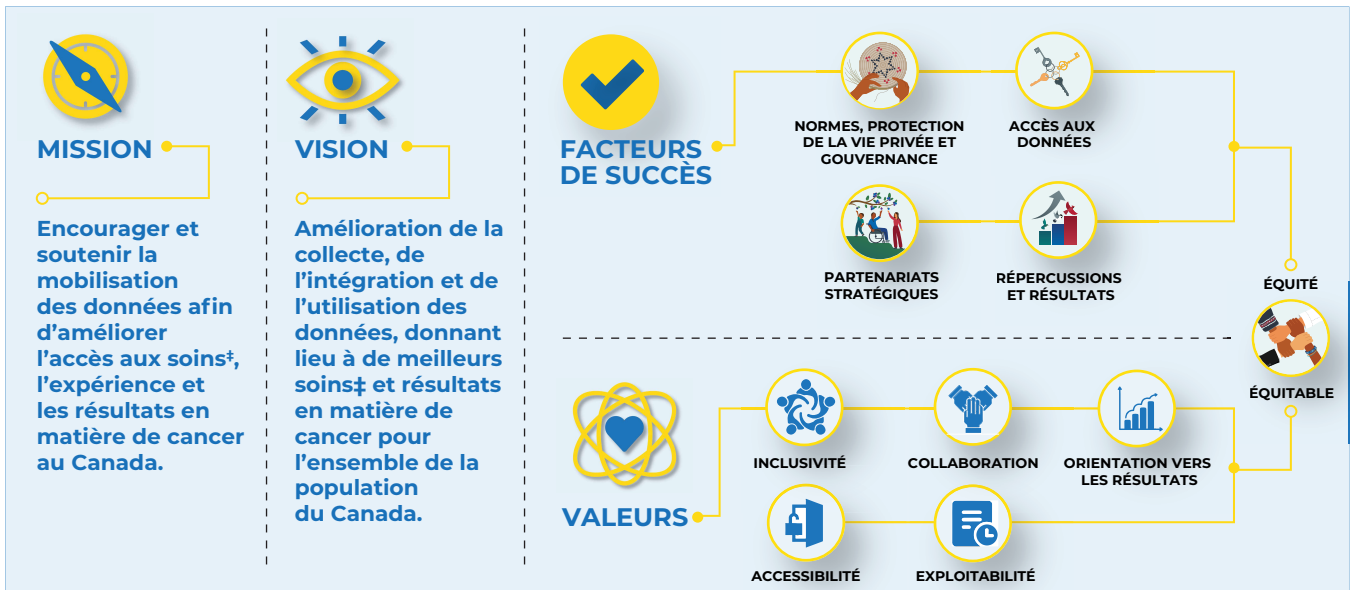 MISSION
Encourager et
soutenir la
mobilisation
des données afin
d’améliorer
l’accès aux soins‡,
l’expérience et
les résultats en
matière de cancer
au Canada.
VISION
Amélioration de la
collecte, de
l’intégration et de
l’utilisation des
données, donnant
lieu à de meilleurs
soins‡ et résultats
en matière de
cancer pour
l’ensemble de la
population
du Canada.
FACTEURS
DE SUCCÈS
NORMES, PROTECTION
DE LA VIE PRIVÉE ET
GOUVERNANCE
ACCÈS AUX
DONNÉES
PARTENARIATS
STRATÉGIQUES
RÉPERCUSSIONS
ET RÉSULTATS
ÉQUITÉ
ÉQUITABLE
VALEURS
INCLUSIVITÉ
COLLABORATION
ORIENTATION VERS
LES RÉSULTATS
ACCESSIBILITÉ
EXPLOITABILITÉ